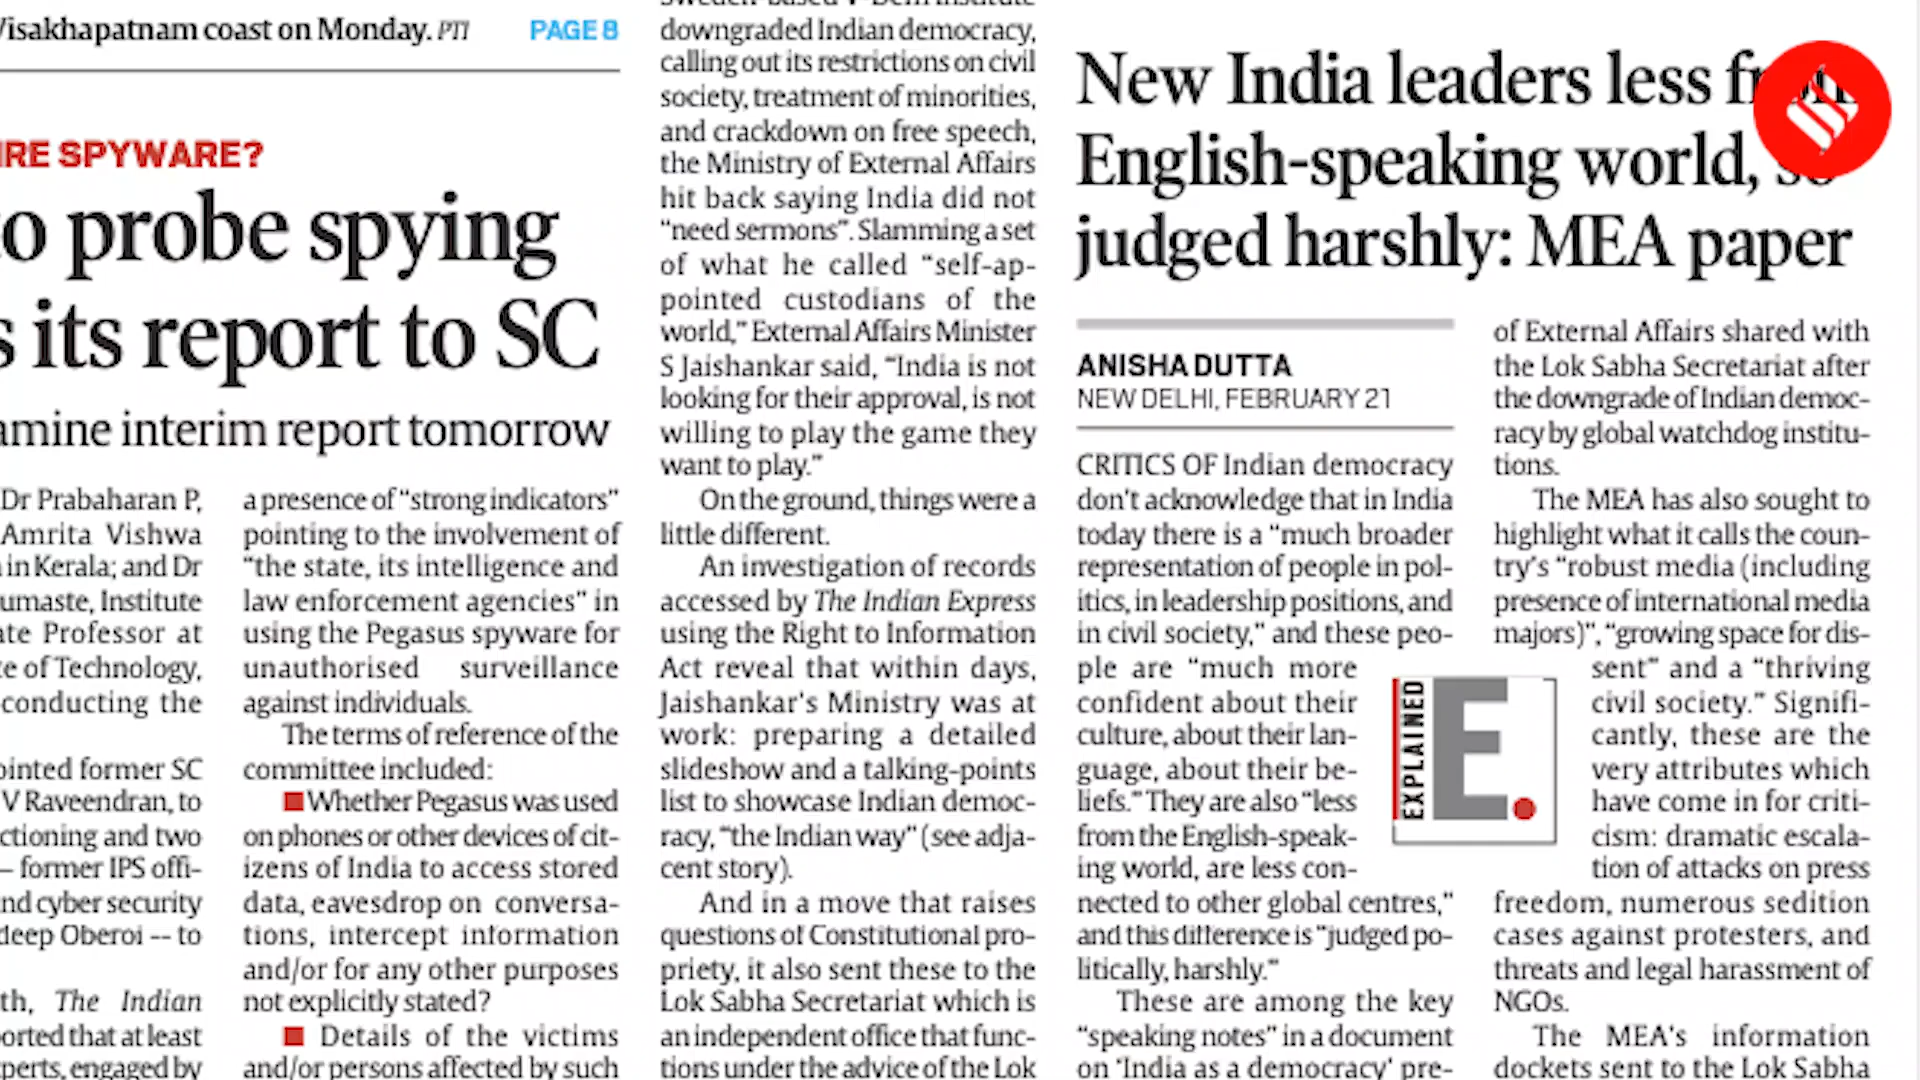 Visakhapatnam coast on Monday. PTI
PAGE 8
IRE SPYWARE?
to probe spying
s its report to SC
amine interim report tomorrow
Dr Prabaharan P,
Amrita Vishwa
in Kerala; and Dr
umaste, Institute
ate Professor at
e of Technology,
conducting the
ointed former SC
V Raveendran, to
ctioning and two
– former IPS offi-
nd cyber security
deep Oberoi -- to
th, The Indian
orted that at least
perts, engaged by
a presence of “strong indicators”
pointing to the involvement of
“the state, its intelligence and
law enforcement agencies” in
using the Pegasus spyware for
unauthorised surveillance
against individuals.
The terms of reference of the
committee included:
■ Whether Pegasus was used
on phones or other devices of cit-
izens of India to access stored
data, eavesdrop on conversa-
tions, intercept information
and/or for any other purposes
not explicitly stated?
■ Details of the victims
and/or persons affected by such
Sweden-based V-Dem Institute
downgraded Indian democracy,
calling out its restrictions on civil
society, treatment of minorities,
and crackdown on free speech,
the Ministry of External Affairs
hit back saying India did not
“need sermons”. Slamming a set
of what he called “self-ap-
pointed custodians of the
world,” External Affairs Minister
S Jaishankar said, “India is not
looking for their approval, is not
willing to play the game they
want to play.”
On the ground, things were a
little different.
An investigation of records
accessed by The Indian Express
using the Right to Information
Act reveal that within days,
Jaishankar's Ministry was at
work: preparing a detailed
slideshow and a talking-points
list to showcase Indian democ-
racy, “the Indian way” (see adja-
cent story).
And in a move that raises
questions of Constitutional pro-
priety, it also sent these to the
Lok Sabha Secretariat which is
an independent office that func-
tions under the advice of the Lok
New India leaders less from
English-speaking world, so
judged harshly: MEA paper
ANISHA DUTTA
NEW DELHI, FEBRUARY 21
CRITICS OF Indian democracy
don't acknowledge that in India
today there is a “much broader
representation of people in pol-
itics, in leadership positions, and
in civil society,” and these peo-
ple are “much more
confident about their
culture, about their lan-
guage, about their be-
liefs.” They are also “less
from the English-speak-
ing world, are less con-
nected to other global centres,”
and this difference is “judged po-
litically, harshly.”
These are among the key
“speaking notes” in a document
on ‘India as a democracy’ pre-
EXPLAINED
E.
of External Affairs shared with
the Lok Sabha Secretariat after
the downgrade of Indian democ-
racy by global watchdog institu-
tions.
The MEA has also sought to
highlight what it calls the coun-
try's “robust media (including
presence of international media
majors)”, “growing space for dis-
sent” and a “thriving
civil society.” Signifi-
cantly, these are the
very attributes which
have come in for criti-
cism: dramatic escala-
tion of attacks on press
freedom, numerous sedition
cases against protesters, and
threats and legal harassment of
NGOs.
The MEA's information
dockets sent to the Lok Sabha